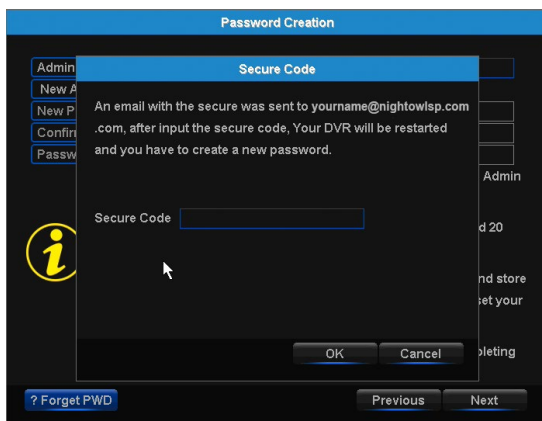 Password Creation
Secure Code
Admin
New A
New P
Confir
Passw
An email with the secure was sent to yourname@nightowlsp.com
.com, after input the secure code, Your DVR will be restarted
and you have to create a new password.
Admin
Secure Code
d 20
nd store
set your
OK
Cancel
pleting
? Forget PWD
Previous
Next